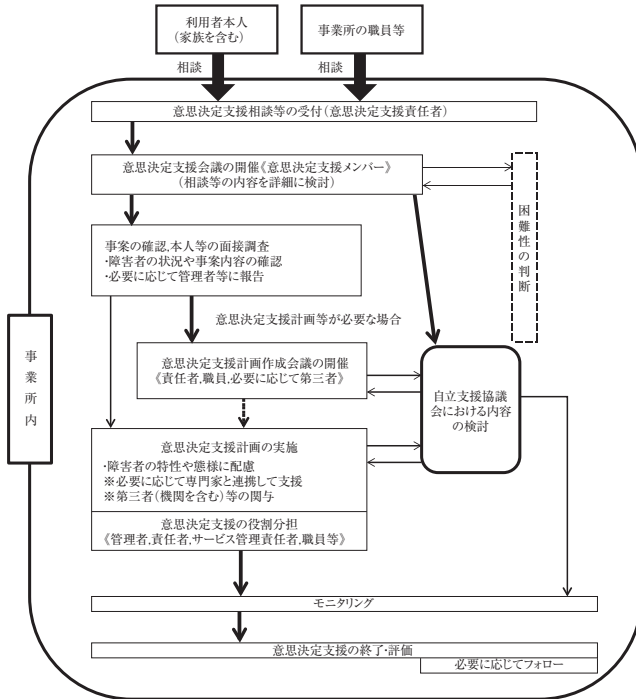 利用者本人
(家族を含む)
事業所の職員等
相談
相談
意思決定支援相談等の受付(意思決定支援責任者)
意思決定支援会議の開催《意思決定支援メンバー》
(相談等の内容を詳細に検討)
困難性の判断
事案の確認,本人等の面接調査
・障害者の状況や事案内容の確認
・必要に応じて管理者等に報告
意思決定支援計画等が必要な場合
事業所内
意思決定支援計画作成会議の開催
《責任者,職員,必要に応じて第三者》
自立支援協議
会における内容
の検討
意思決定支援計画の実施
・障害者の特性や態様に配慮
※必要に応じて専門家と連携して支援
※第三者(機関を含む)等の関与
意思決定支援の役割分担
《管理者,責任者,サービス管理責任者,職員等》
モニタリング
意思決定支援の終了・評価
必要に応じてフォロー